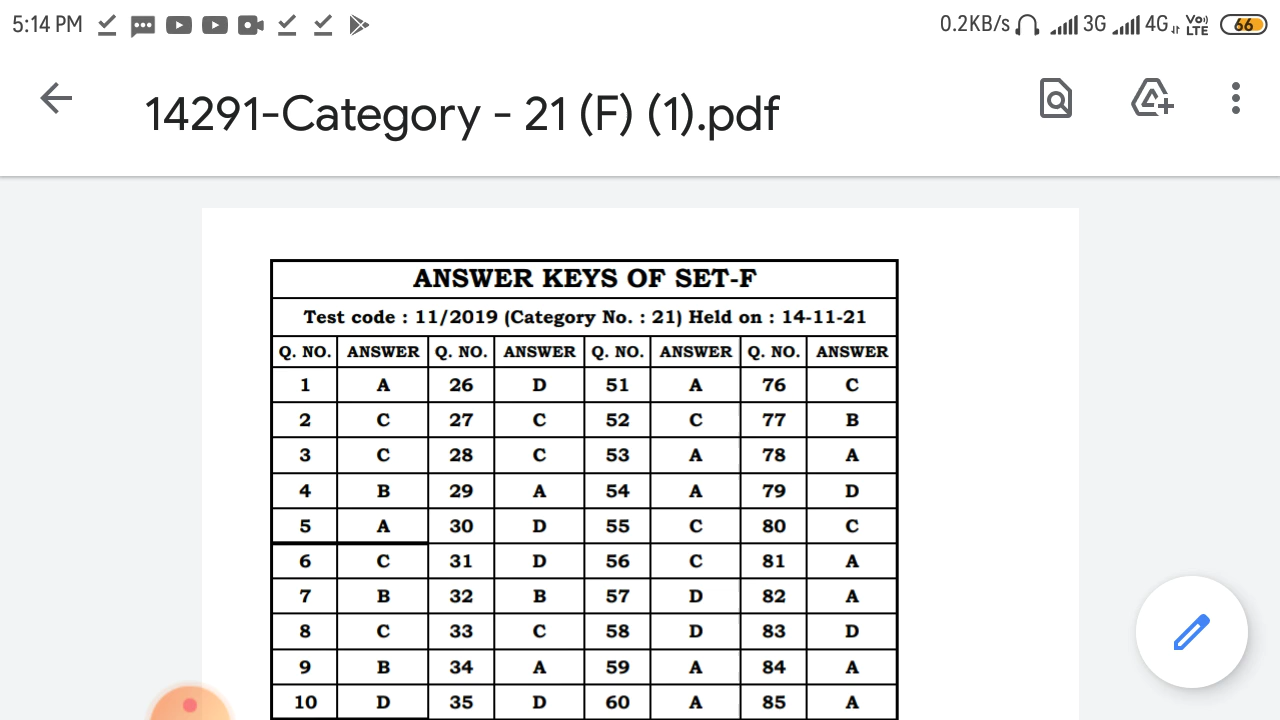 5:14 PM 0.2KB/s 3G 4G Vo) LTE 66
14291-Category - 21 (F) (1).pdf
ANSWER KEYS OF SET-F
Test code : 11/2019 (Category No. : 21) Held on : 14-11-21
Q. NO. ANSWER Q. NO. ANSWER Q. NO. ANSWER Q. NO. ANSWER
1 A 26 D 51 A 76 C
2 C 27 C 52 C 77 B
3 C 28 C 53 A 78 A
4 B 29 A 54 A 79 D
5 A 30 D 55 C 80 C
6 C 31 D 56 C 81 A
7 B 32 B 57 D 82 A
8 C 33 C 58 D 83 D
9 B 34 A 59 A 84 A
10 D 35 D 60 A 85 A